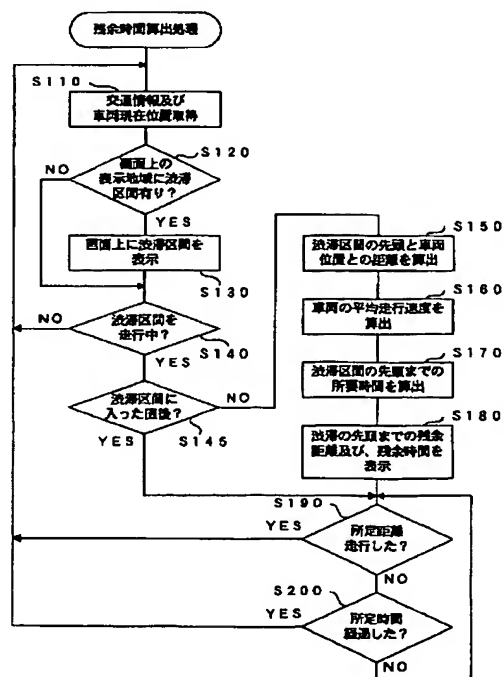 残余時間算出処理
S110
交通情報及び
車両現在位置取得
S120
画面上の
表示地域に渋滞
区間有り?
NO
YES
画面上に渋滞区間を
表示
S130
渋滞区間を
走行中?
NO
S140
YES
渋滞区間に
入った直後?
NO
S145
YES
S150
渋滞区間の先頭と車両
位置との距離を算出
S160
車両の平均走行速度を
算出
S170
渋滞区間の先頭までの
所要時間を算出
S180
渋滞の先頭までの残余
距離及び、残余時間を
表示
S190
YES
所定距離
走行した?
NO
S200
YES
所定時間
経過した?
NO